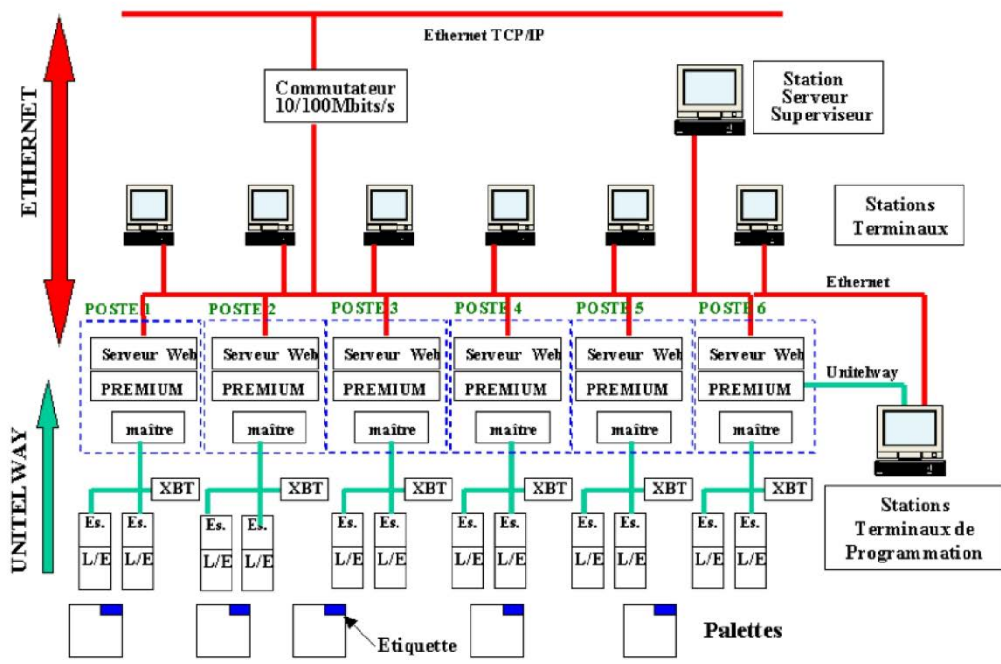 Ethernet TCP/IP
Commutateur
10/100Mbits/s
Station
Serveur
Superviseur
ETHERNET
Stations
Terminaux
Ethernet
POSTE 1
POSTE 2
POSTE 3
POSTE 4
POSTE 5
POSTE 6
Serveur Web
Serveur Web
Serveur Web
Serveur Web
Serveur Web
Serveur Web
Unitelway
PREMIUM
PREMIUM
PREMIUM
PREMIUM
PREMIUM
PREMIUM
maître
maître
maître
maître
maître
maître
UNITELWAY
XBT
XBT
XBT
XBT
XBT
XBT
Es.
Es.
Es.
Es.
Es.
Es.
Es.
Es.
Es.
Es.
Es.
Es.
L/E
L/E
L/E
L/E
L/E
L/E
L/E
L/E
L/E
L/E
L/E
L/E
Stations
Terminaux de
Programmation
Etiquette
Palettes